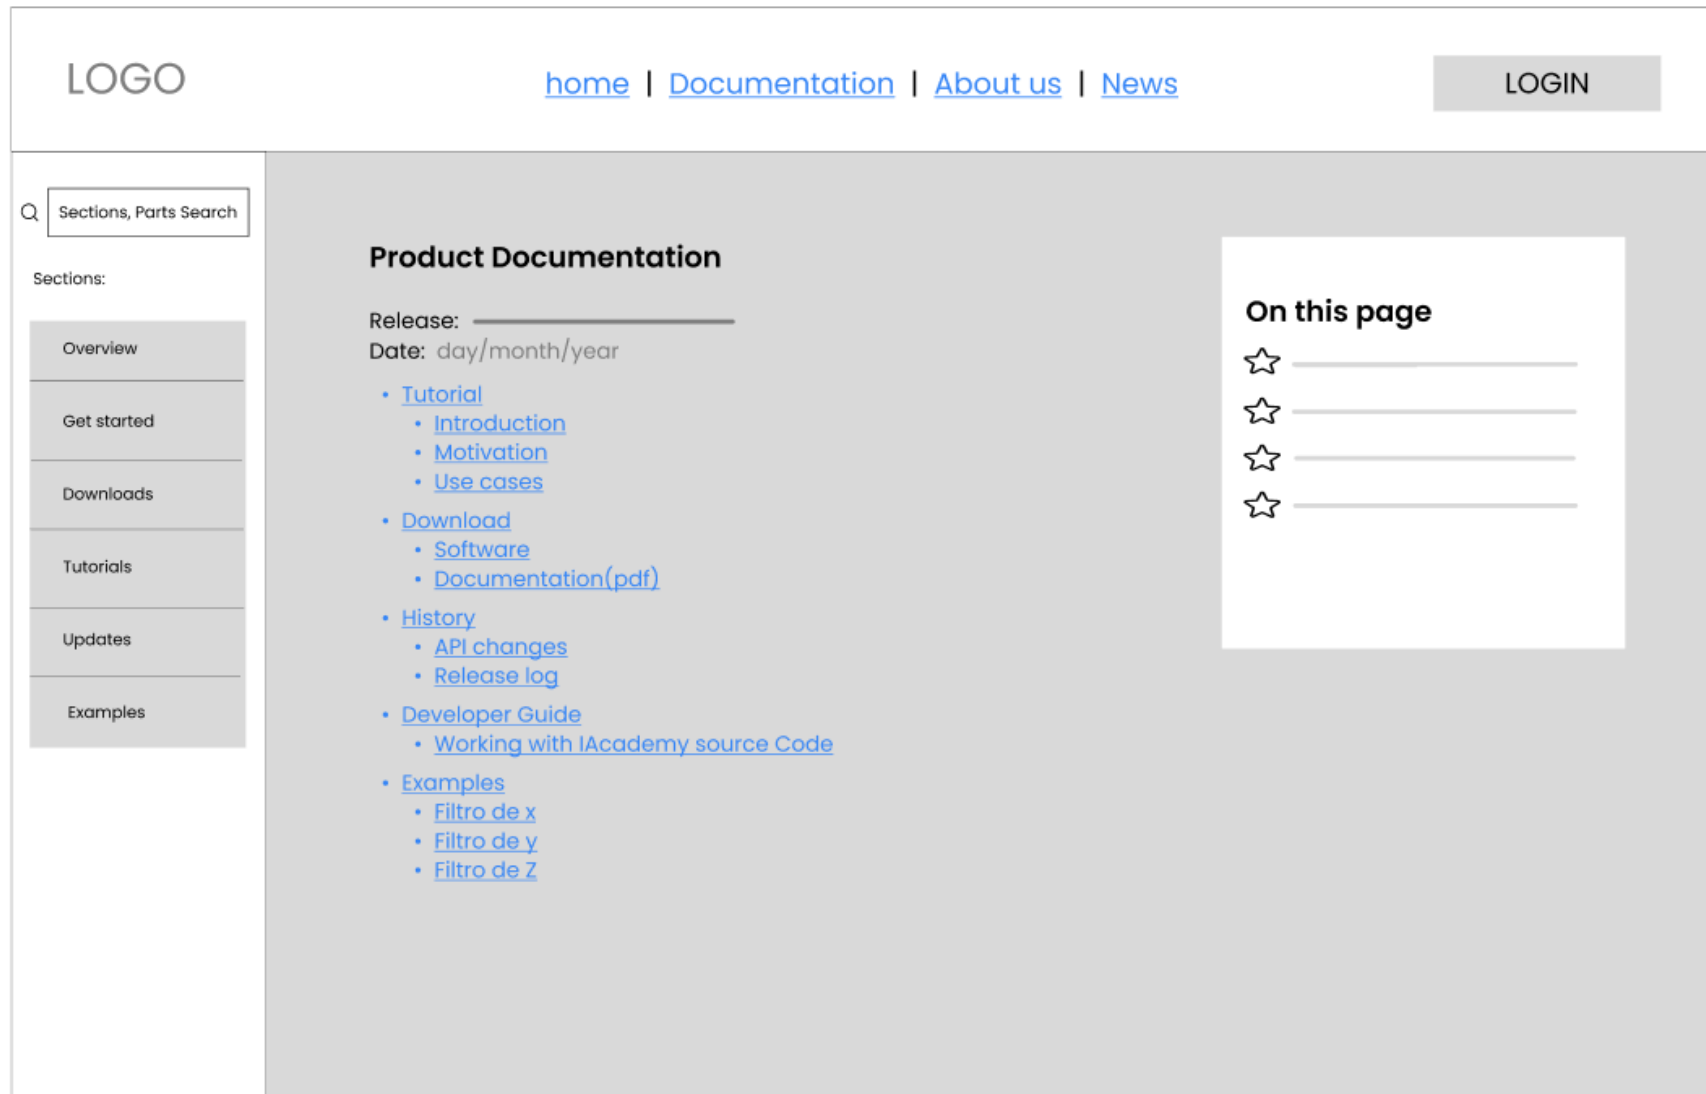 LOGO
home | Documentation | About us | News
LOGIN
Sections, Parts Search
Sections:
Overview
Get started
Downloads
Tutorials
Updates
Examples
Product Documentation
Release:
Date: day/month/year
• Tutorial
• Introduction
• Motivation
• Use cases
• Download
• Software
• Documentation(pdf)
• History
• API changes
• Release log
• Developer Guide
• Working with IAcademy source Code
• Examples
• Filtro de x
• Filtro de y
• Filtro de Z
On this page